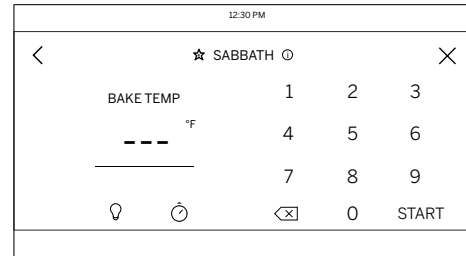 12:30 PM
SABBATH
BAKE TEMP
--- °F
1 2 3
4 5 6
7 8 9
0 START